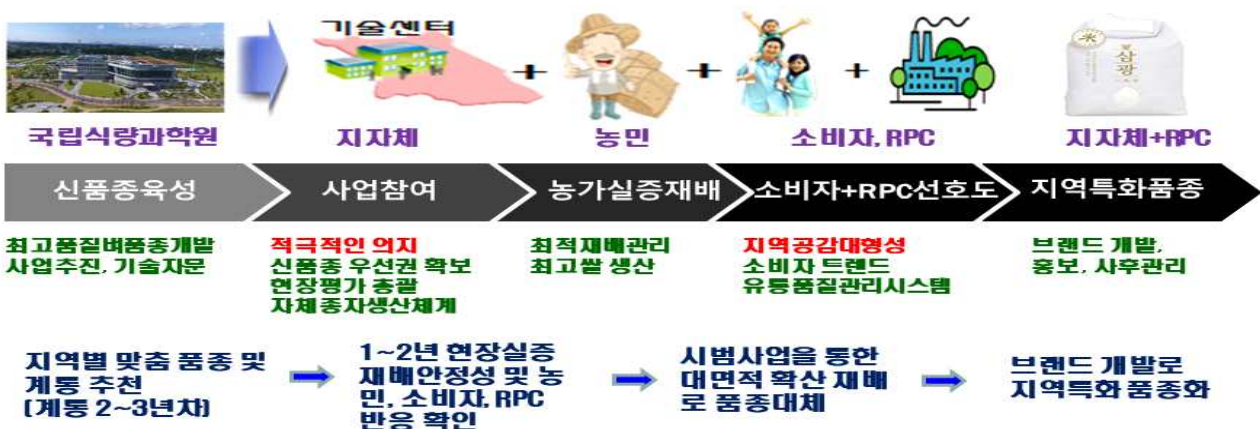 기술센터
국립식량과학원
지자체
농민
소비자, RPC
지자체+RPC
米
삼광
신품종육성
사업참여
농가실증재배
소비자+RPC선호도
지역특화품종
최고품질벼품종개발
사업추진, 기술자문
적극적인 의지
신품종 우선권 확보
현장평가 총괄
자체종자생산체계
최적재배관리
최고쌀 생산
지역공감대형성
소비자 트렌드
유통품질관리시스템
브랜드 개발,
홍보, 사후관리
지역별 맞춤 품종 및
계통 추천
(계통 2~3년차)
1~2년 현장실증
재배안정성 및 농
민, 소비자, RPC
반응 확인
시범사업을 통한
대면적 확산 재배
로 품종대체
브랜드 개발로
지역특화 품종화